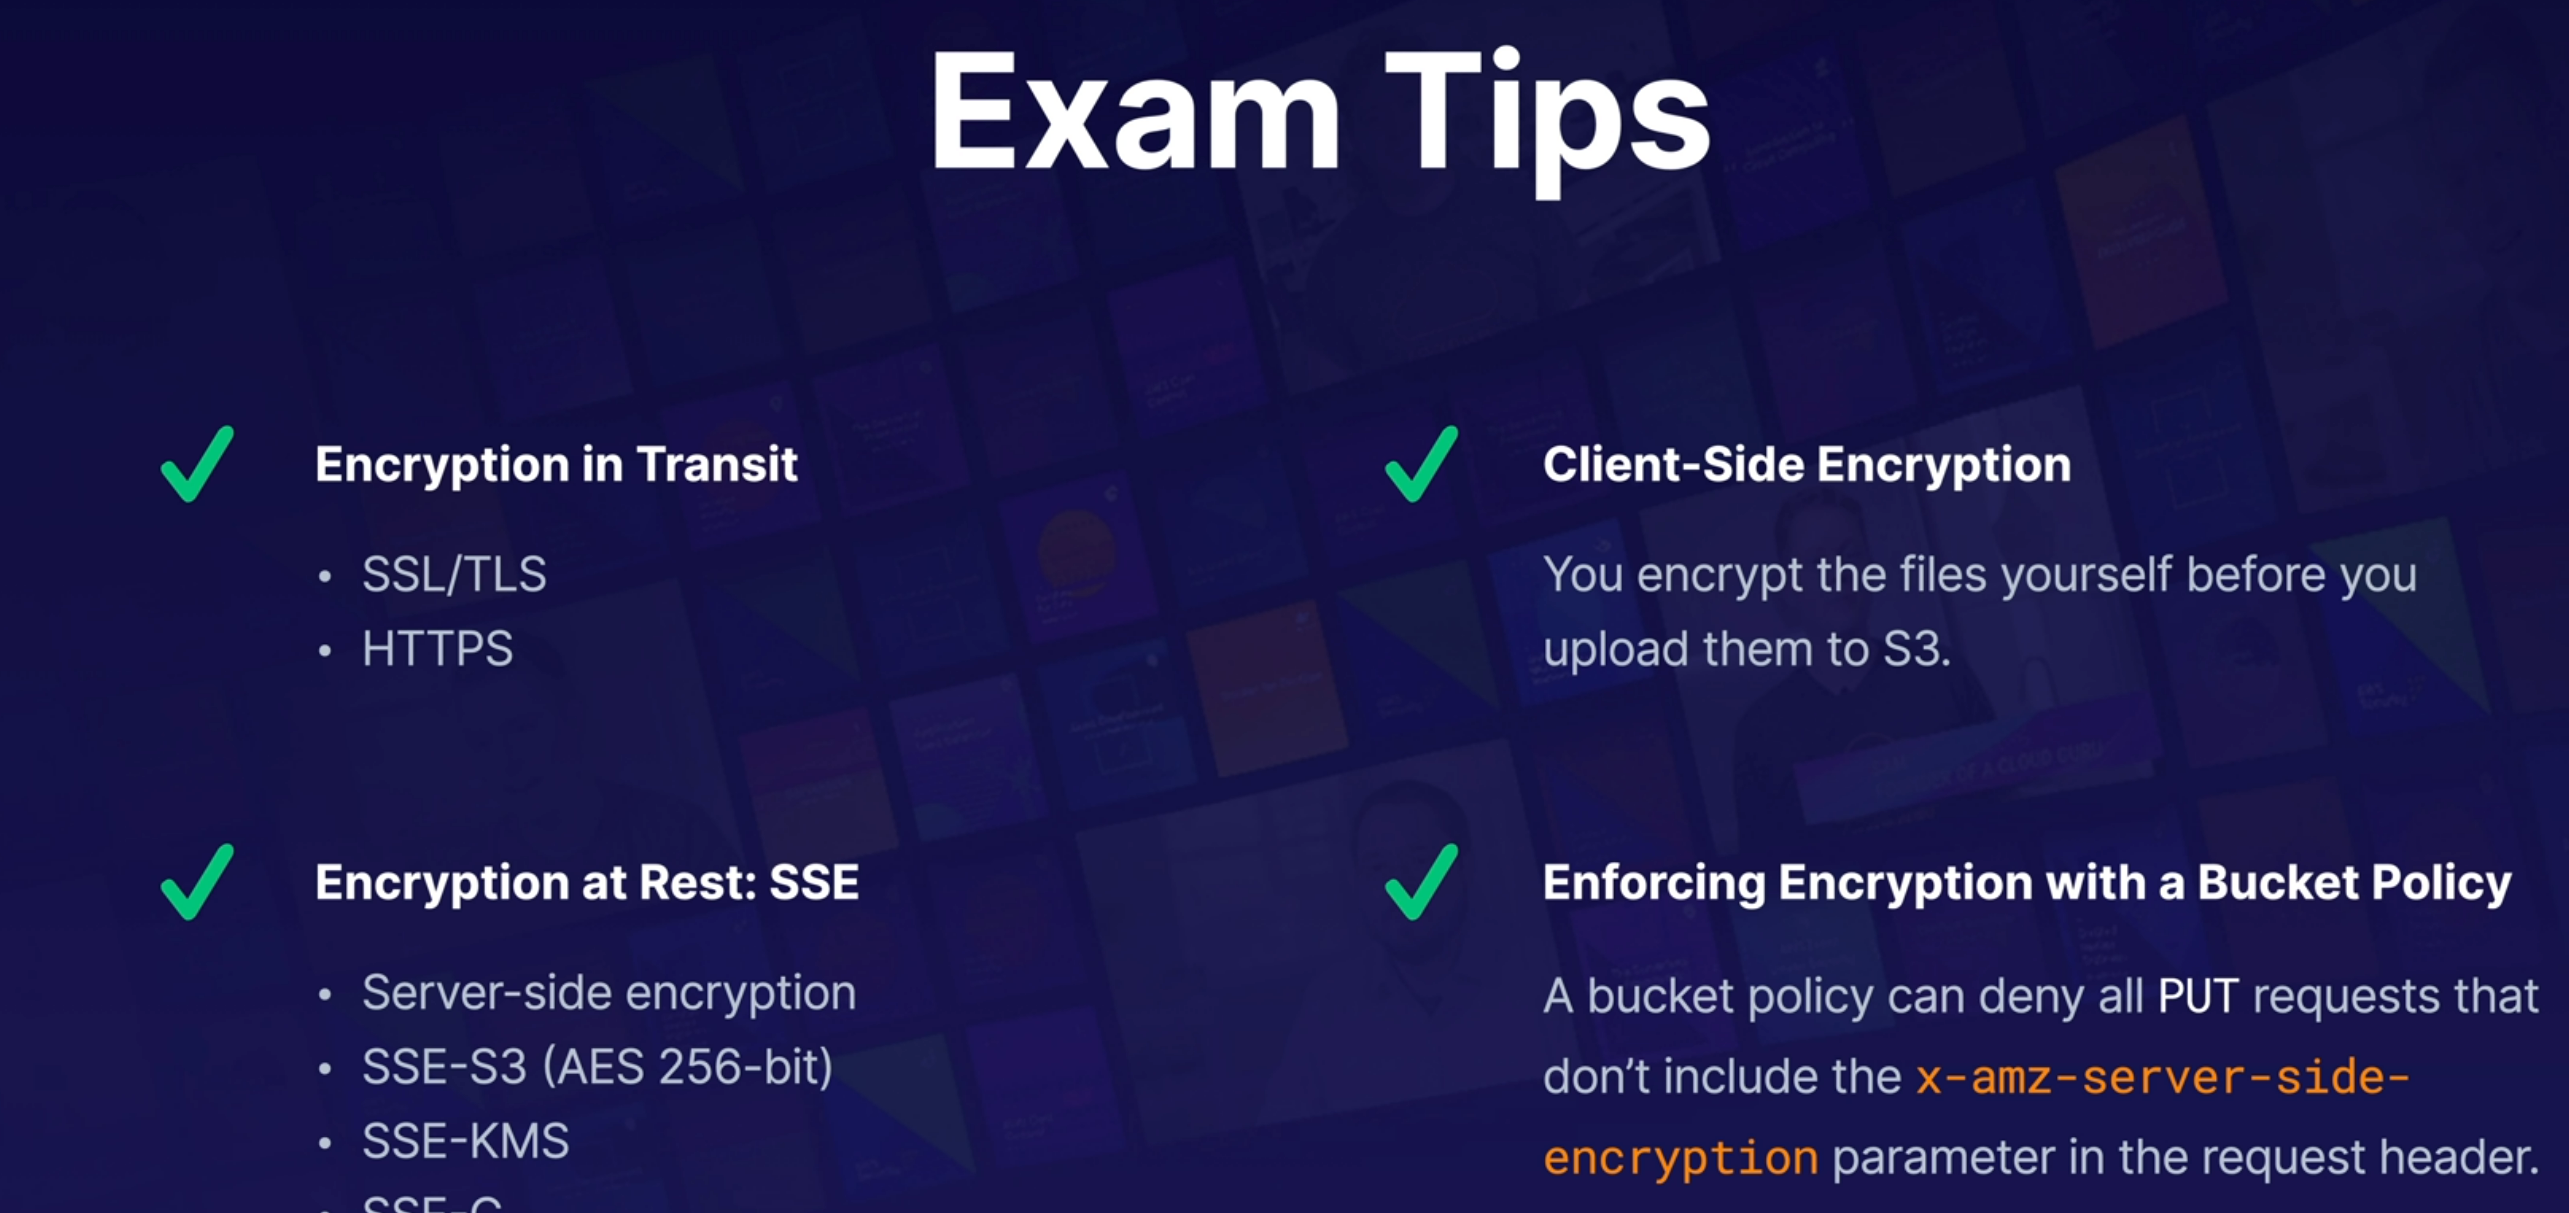 Exam Tips
Encryption in Transit
• SSL/TLS
• HTTPS
Client-Side Encryption
You encrypt the files yourself before you
upload them to S3.
Encryption at Rest: SSE
• Server-side encryption
• SSE-S3 (AES 256-bit)
• SSE-KMS
• SSE-C
Enforcing Encryption with a Bucket Policy
A bucket policy can deny all PUT requests that
don’t include the x-amz-server-side-
encryption parameter in the request header.